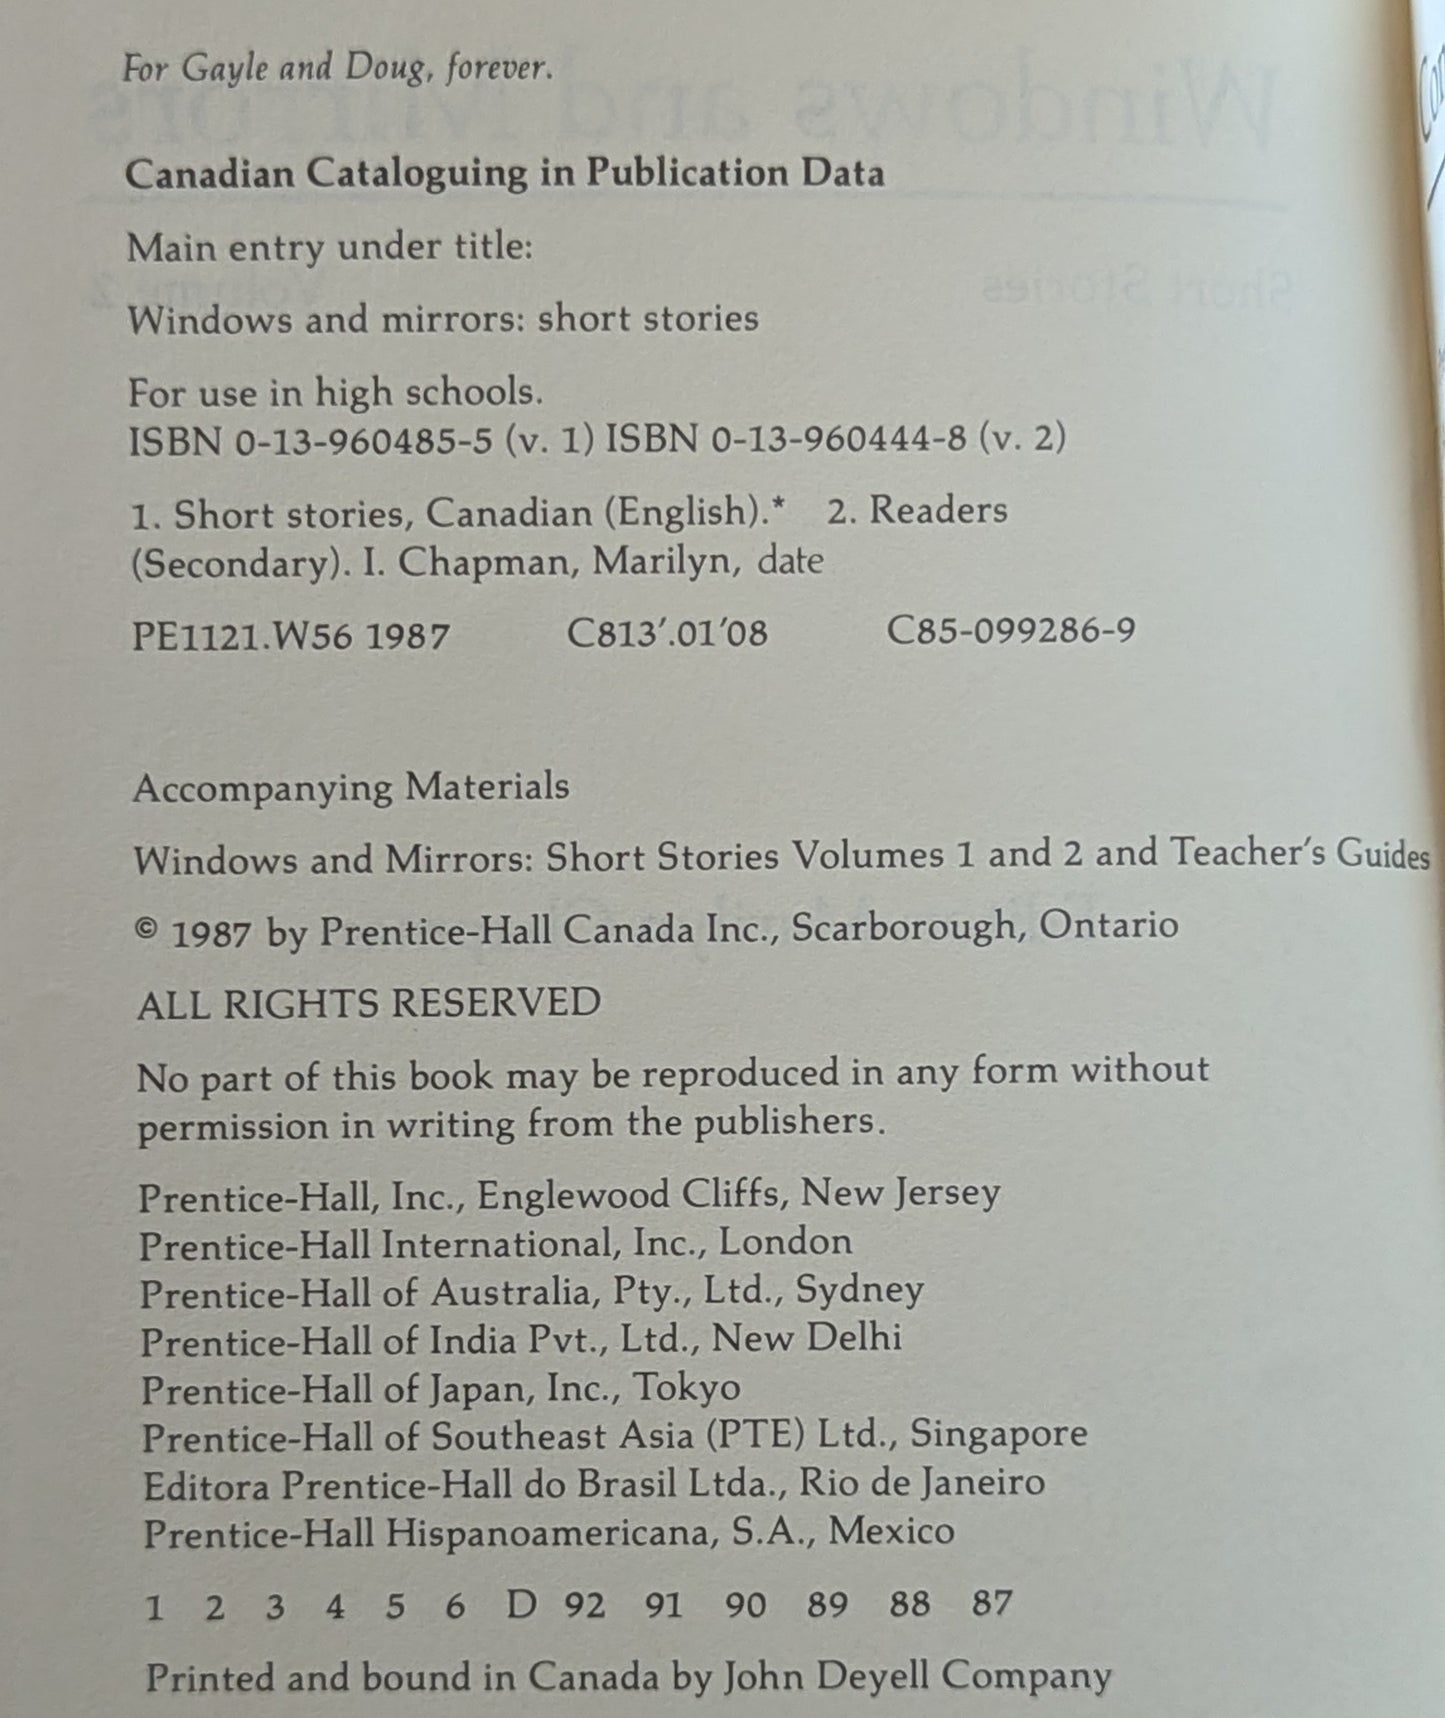 For Gayle and Doug, forever.
Canadian Cataloguing in Publication Data
Main entry under title:
Windows and mirrors: short stories
For use in high schools.
ISBN 0-13-960485-5 (v. 1) ISBN 0-13-960444-8 (v. 2)
1. Short stories, Canadian (English).* 2. Readers
(Secondary). I. Chapman, Marilyn, date
PE1121.W56 1987 C813′.01′08 C85-099286-9
Accompanying Materials
Windows and Mirrors: Short Stories Volumes 1 and 2 and Teacher's Guides
© 1987 by Prentice-Hall Canada Inc., Scarborough, Ontario
ALL RIGHTS RESERVED
No part of this book may be reproduced in any form without
permission in writing from the publishers.
Prentice-Hall, Inc., Englewood Cliffs, New Jersey
Prentice-Hall International, Inc., London
Prentice-Hall of Australia, Pty., Ltd., Sydney
Prentice-Hall of India Pvt., Ltd., New Delhi
Prentice-Hall of Japan, Inc., Tokyo
Prentice-Hall of Southeast Asia (PTE) Ltd., Singapore
Editora Prentice-Hall do Brasil Ltda., Rio de Janeiro
Prentice-Hall Hispanoamericana, S.A., Mexico
1 2 3 4 5 6 D 92 91 90 89 88 87
Printed and bound in Canada by John Deyell Company